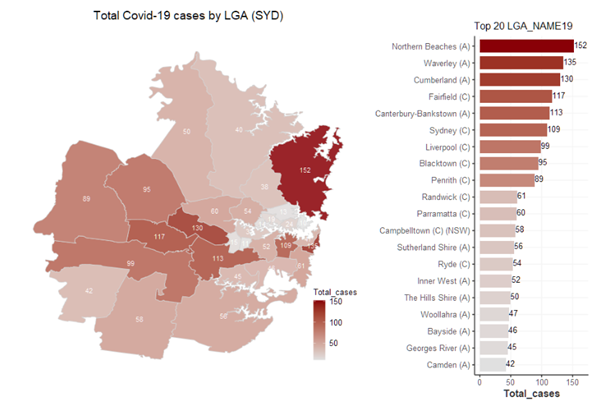 Total Covid-19 cases by LGA (SYD)
50
40
152
89
95
39
60
54
130
117
99
113
52
109
42
45
58
56
Total_cases
150
100
50
Top 20 LGA_NAME19
Northern Beaches (A) 152
Waverley (A) 135
Cumberland (A) 130
Fairfield (C) 117
Canterbury-Bankstown (A) 113
Sydney (C) 109
Liverpool (C) 99
Blacktown (C) 95
Penrith (C) 89
Randwick (C) 61
Parramatta (C) 60
Campbelltown (C) (NSW) 58
Sutherland Shire (A) 56
Ryde (C) 54
Inner West (A) 52
The Hills Shire (A) 50
Woollahra (A) 47
Bayside (A) 46
Georges River (A) 45
Camden (A) 42
0 50 100 150
Total_cases